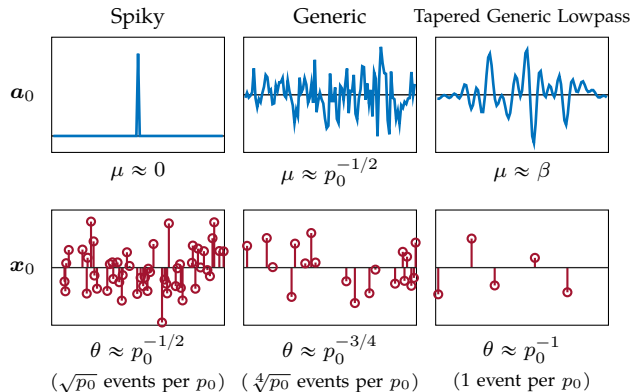 Spiky Generic Tapered Generic Lowpass
a₀
μ ≈ 0 μ ≈ p₀^{−1/2} μ ≈ β
x₀
θ ≈ p₀^{−1/2} θ ≈ p₀^{−3/4} θ ≈ p₀^{−1}
(√p₀ events per p₀) (∜p₀ events per p₀) (1 event per p₀)